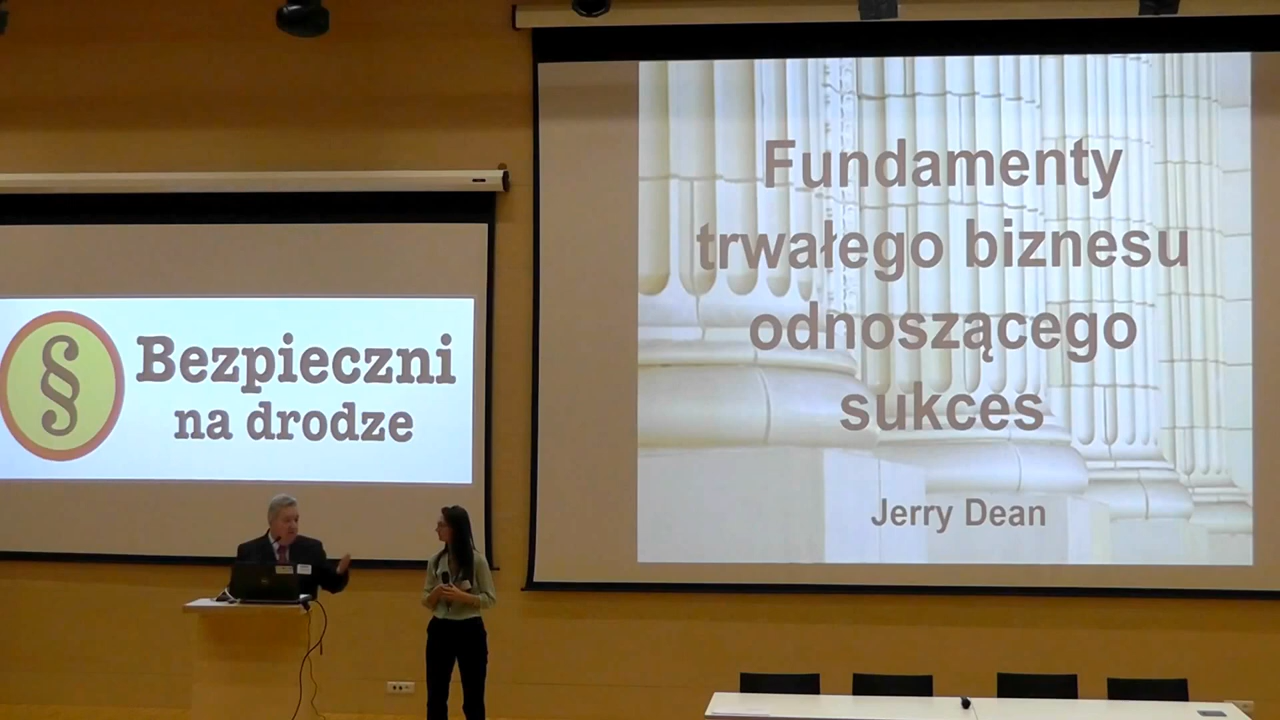 §
Bezpieczni
na drodze
Fundamenty
trwałego biznesu
odnoszącego
sukces
Jerry Dean